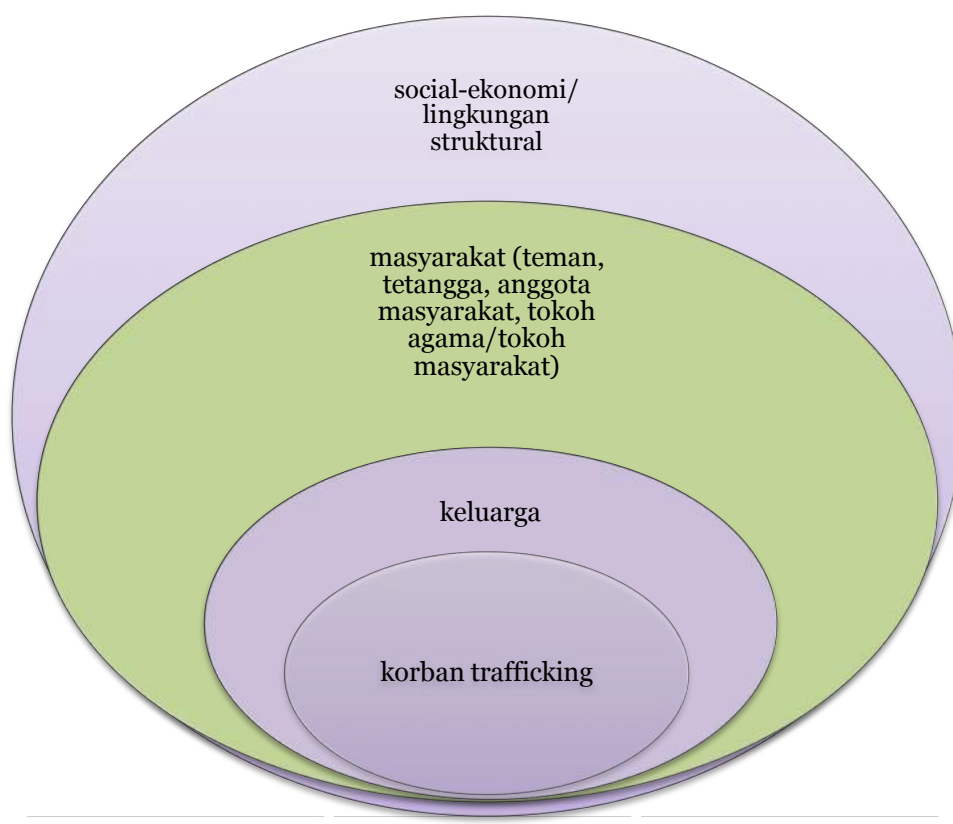 social-ekonomi/
lingkungan
struktural
masyarakat (teman,
tetangga, anggota
masyarakat, tokoh
agama/tokoh
masyarakat)
keluarga
korban trafficking